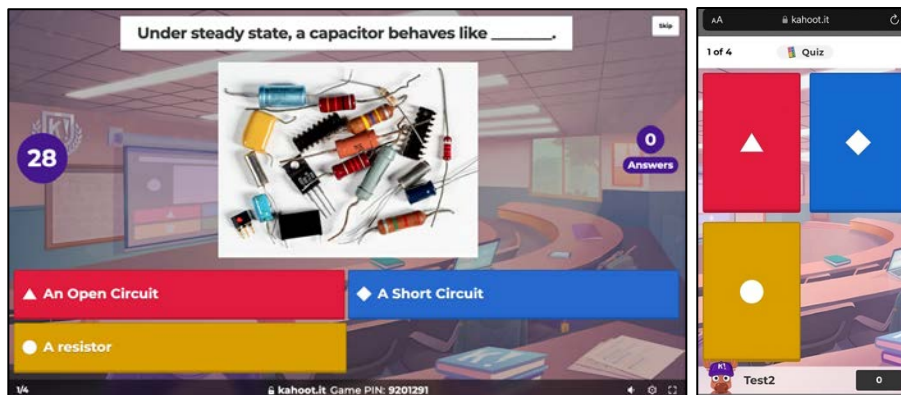 Under steady state, a capacitor behaves like _______.
Skip
28
0
Answers
An Open Circuit
A Short Circuit
A resistor
1/4
kahoot.it Game PIN: 9201291
AA
kahoot.it
1 of 4
Quiz
K!
Test2
0